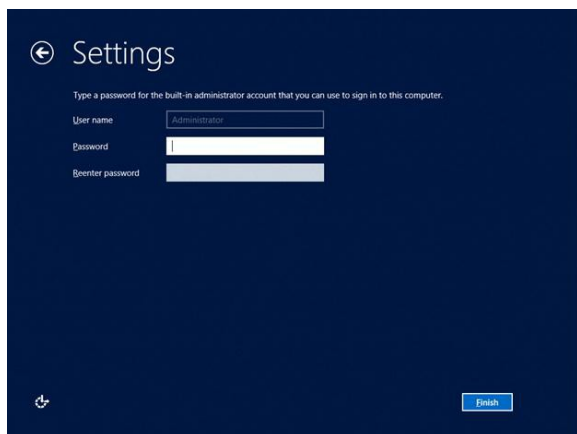 Settings
Type a password for the built-in administrator account that you can use to sign in to this computer.
User name
Administrator
Password
Reenter password
Finish